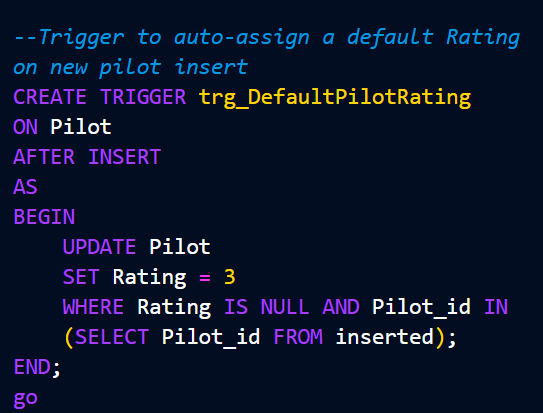 --Trigger to auto-assign a default Rating
on new pilot insert
CREATE TRIGGER trg_DefaultPilotRating
ON Pilot
AFTER INSERT
AS
BEGIN
    UPDATE Pilot
    SET Rating = 3
    WHERE Rating IS NULL AND Pilot_id IN
    (SELECT Pilot_id FROM inserted);
END;
go